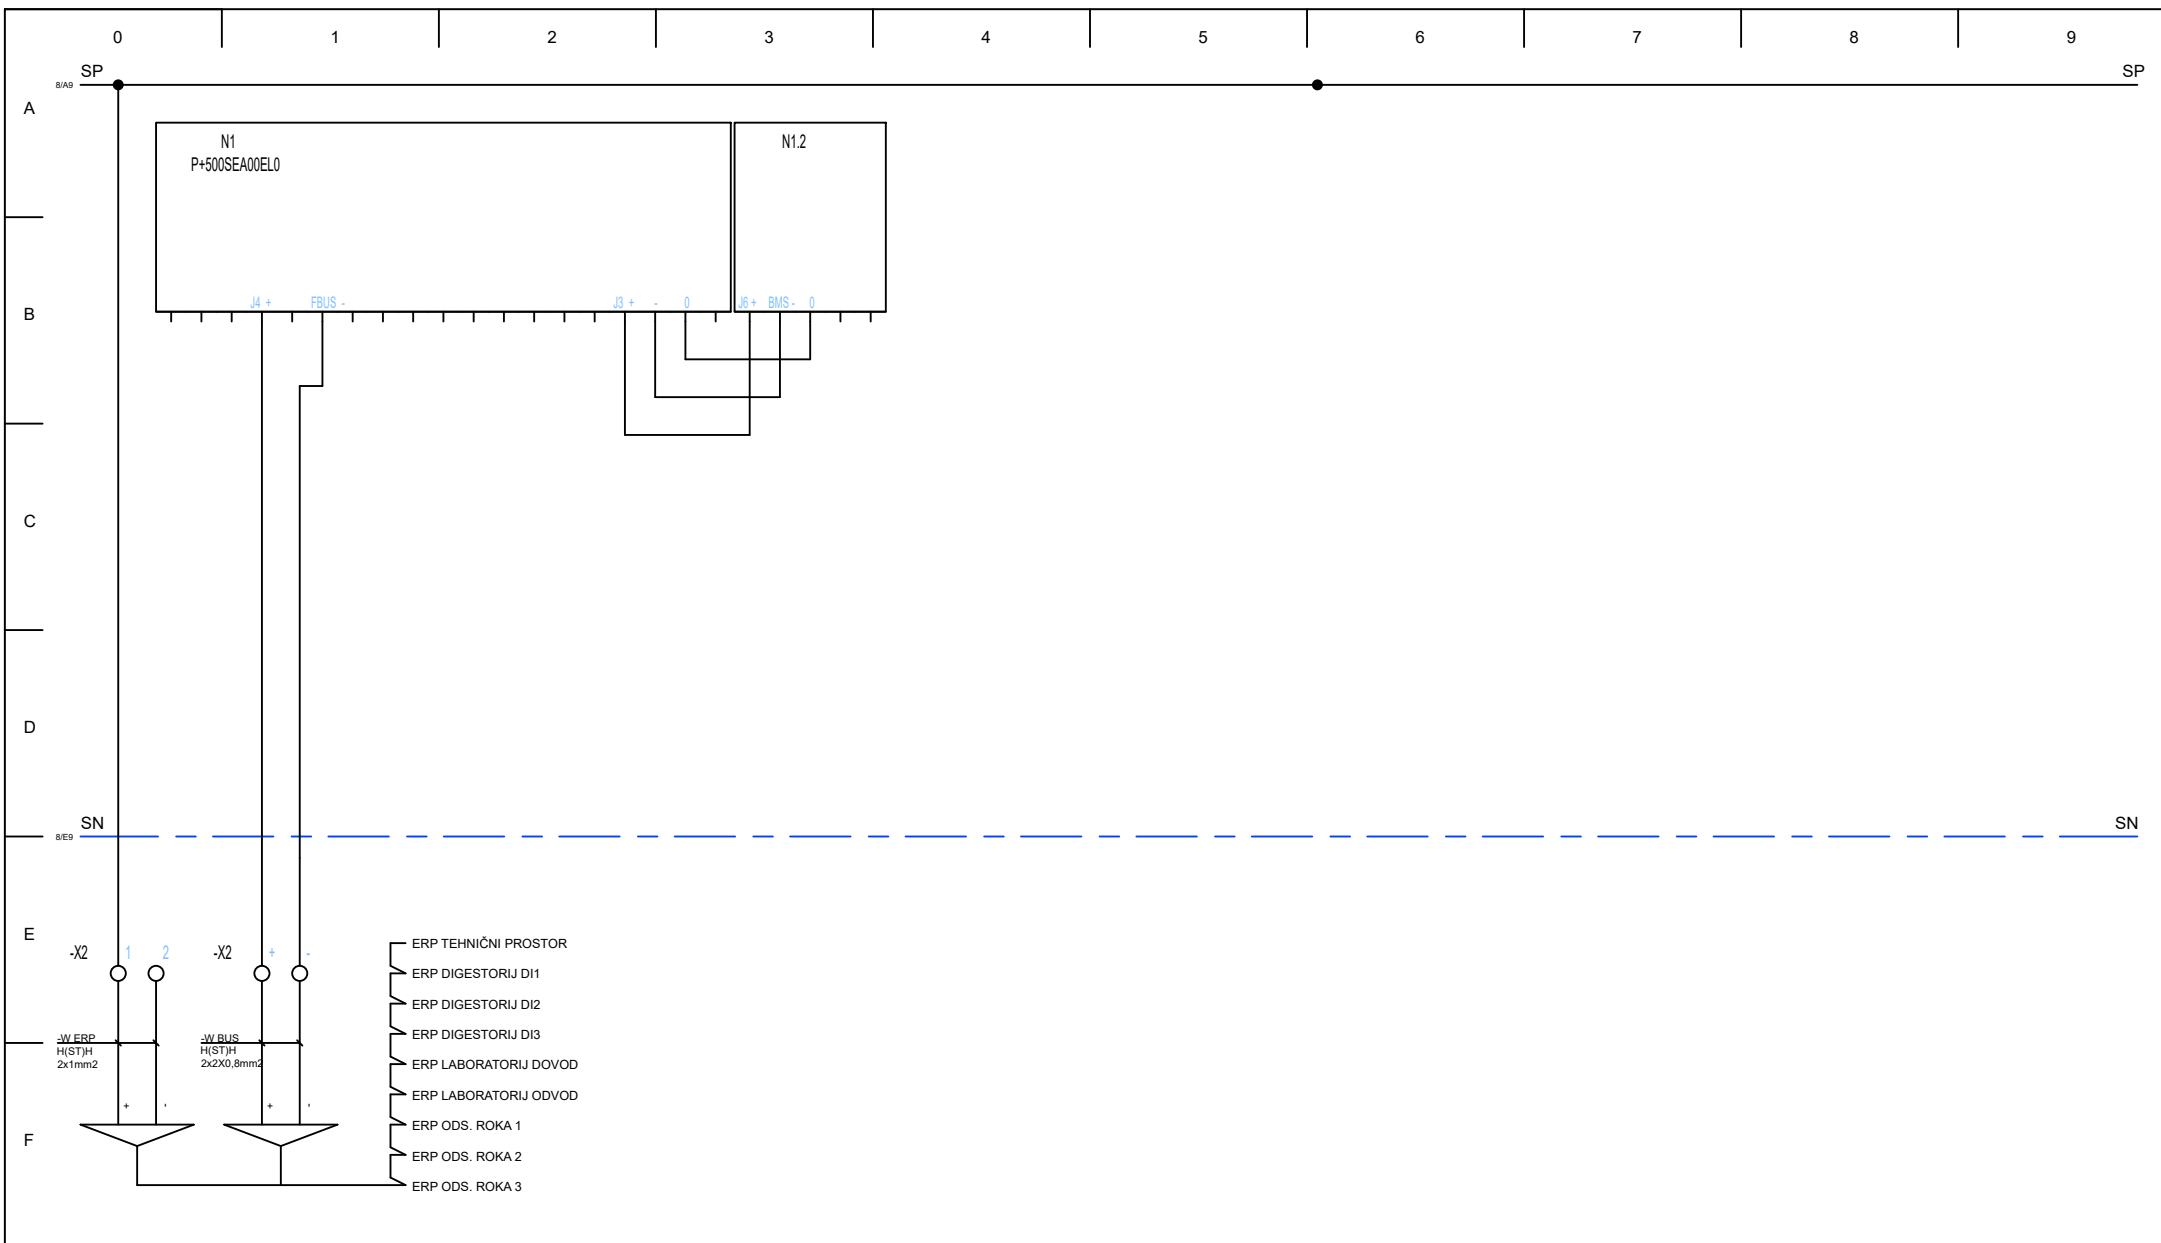 0 1 2 3 4 5 6 7 8 9
SP SP
8/A9
A
N1 N1.2
P+500SEA00EL0
J4 + FBUS - J3 + - 0 J6 + BMS - 0
B
C
D
SN SN
8/E9
E
-X2 1 2 -X2 + -
ERP TEHNIČNI PROSTOR
ERP DIGESTORIJ DI1
ERP DIGESTORIJ DI2
ERP DIGESTORIJ DI3
-W ERP
H(ST)H
2x1mm2
-W BUS
H(ST)H
2x2X0,8mm2
ERP LABORATORIJ DOVOD
ERP LABORATORIJ ODVOD
+ - + -
ERP ODS. ROKA 1
F
ERP ODS. ROKA 2
ERP ODS. ROKA 3